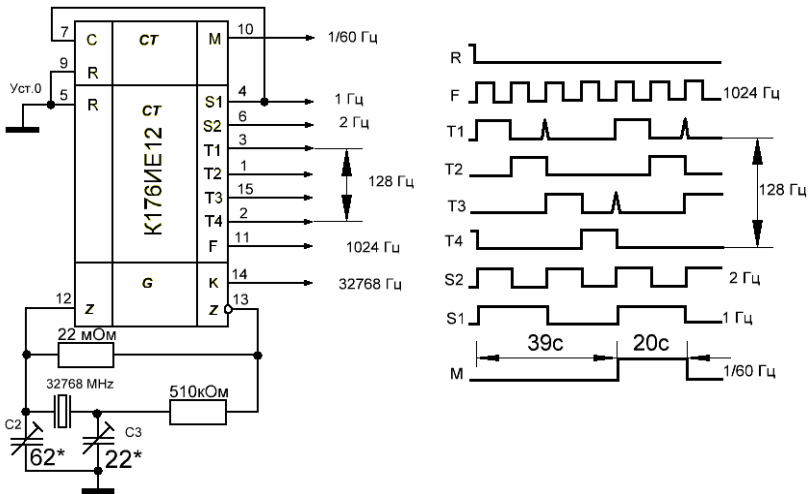 7 C CT M 10 1/60 Гц
9 R
Уст.0
5 R CT S1 4 1 Гц
S2 6 2 Гц
К176ИЕ12
T1 3
T2 1
128 Гц
T3 15
T4 2
F 11 1024 Гц
G K 14 32768 Гц
12 Z Z 13
22 мОм
32768 MHz
510кОм
C2 C3
62* 22*
R
F 1024 Гц
T1
T2
T3
128 Гц
T4
S2 2 Гц
S1 1 Гц
39с 20с
M 1/60 Гц